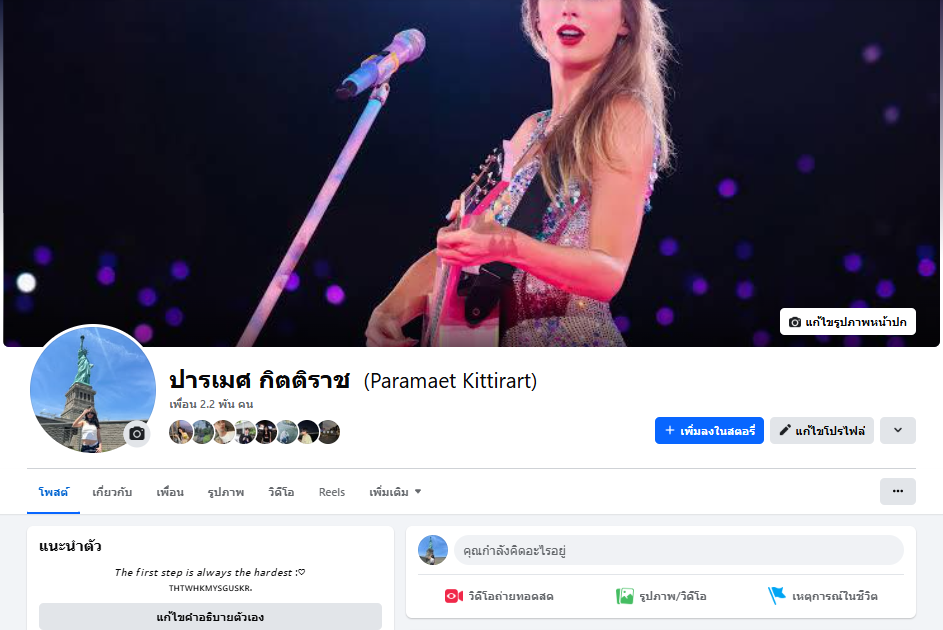 แก้ไขรูปภาพหน้าปก
ปารเมศ กิตติราช (Paramaet Kittirart)
เพื่อน 2.2 พัน คน
เพิ่มลงในสตอรี่
แก้ไขโปรไฟล์
โพสต์ เกี่ยวกับ เพื่อน รูปภาพ วิดีโอ Reels เพิ่มเติม
แนะนำตัว
The first step is always the hardest :♡
THTWHKMYSGUSKR.
แก้ไขคำอธิบายตัวเอง
คุณกำลังคิดอะไรอยู่
วิดีโอถ่ายทอดสด
รูปภาพ/วิดีโอ
เหตุการณ์ในชีวิต